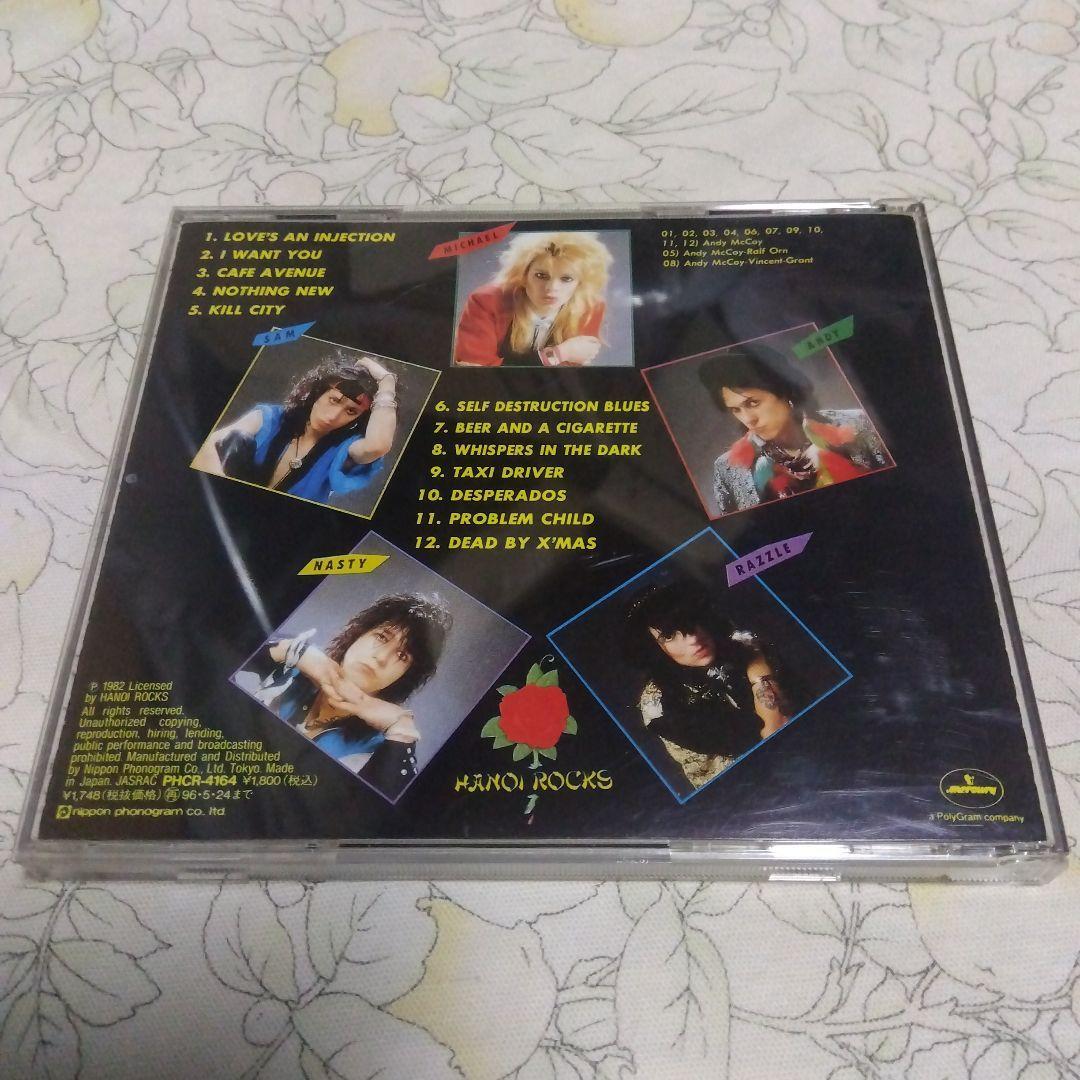 1. LOVE'S AN INJECTION
2. I WANT YOU
3. CAFE AVENUE
4. NOTHING NEW
5. KILL CITY
MICHAEL
01, 02, 03, 04, 06, 07, 09, 10,
11, 12) Andy McCoy
05) Andy McCoy-Ralf Orn
08) Andy McCoy-Vincent-Grant
SAM
ANDY
6. SELF DESTRUCTION BLUES
7. BEER AND A CIGARETTE
8. WHISPERS IN THE DARK
9. TAXI DRIVER
10. DESPERADOS
11. PROBLEM CHILD
12. DEAD BY X'MAS
NASTY
RAZZLE
℗ 1982 Licensed
by HANOI ROCKS
All rights reserved.
Unauthorized copying,
reproduction, hiring, lending,
public performance and broadcasting
prohibited. Manufactured and Distributed
by Nippon Phonogram Co., Ltd. Tokyo. Made
in Japan. JASRAC PHCR-4164 ¥1,800(税込)
¥1,748(税抜価格) 再 96・5・24まで
nippon phonogram co. ltd.
HANOI ROCKS
mercury
a PolyGram company